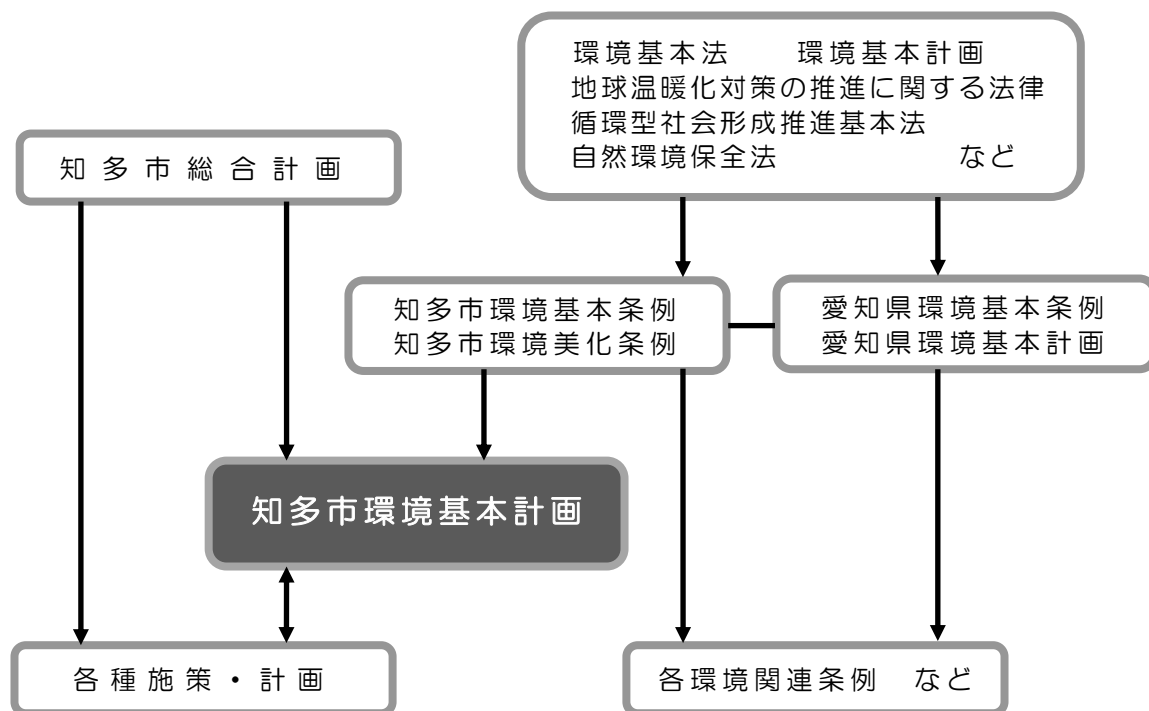 環境基本法　　環境基本計画
地球温暖化対策の推進に関する法律
循環型社会形成推進基本法
自然環境保全法　　　　　など
知多市総合計画
知多市環境基本条例
知多市環境美化条例
愛知県環境基本条例
愛知県環境基本計画
知多市環境基本計画
各種施策・計画
各環境関連条例　など